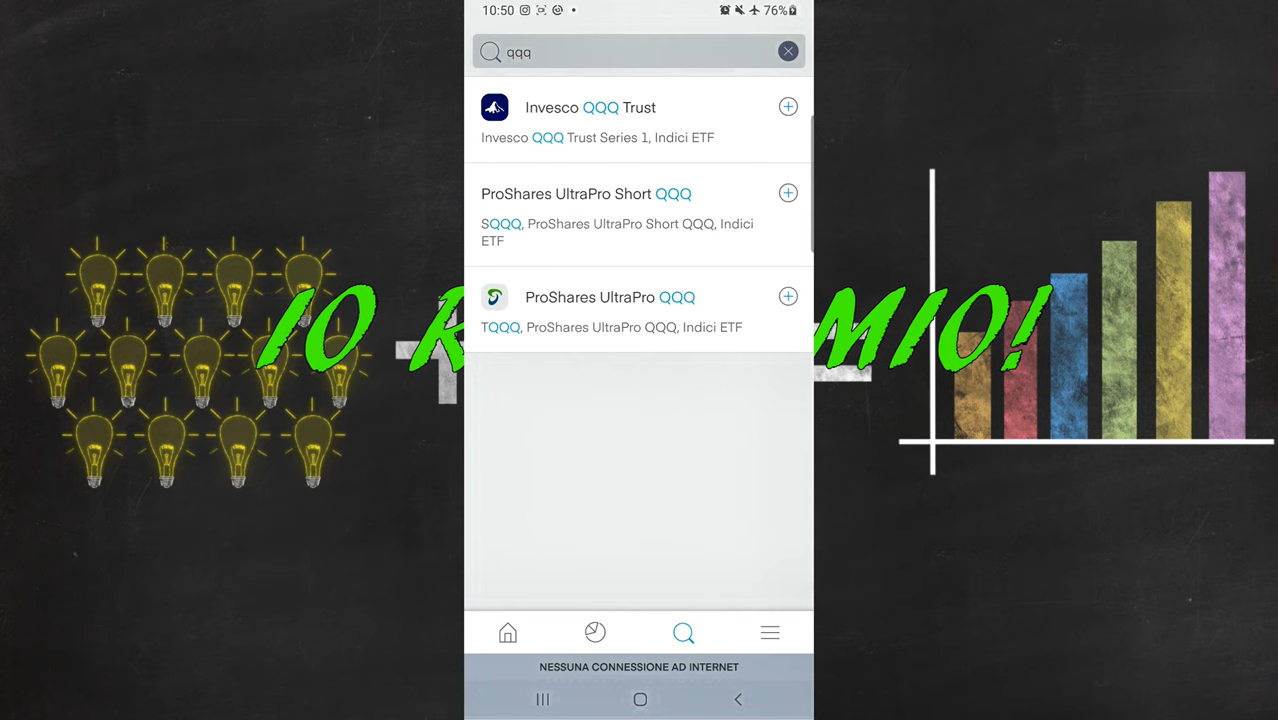 10:50
76%
qqq
Invesco QQQ Trust
Invesco QQQ Trust Series 1, Indici ETF
ProShares UltraPro Short QQQ
SQQQ, ProShares UltraPro Short QQQ, Indici
ETF
ProShares UltraPro QQQ
TQQQ, ProShares UltraPro QQQ, Indici ETF
IO R MIO!
NESSUNA CONNESSIONE AD INTERNET